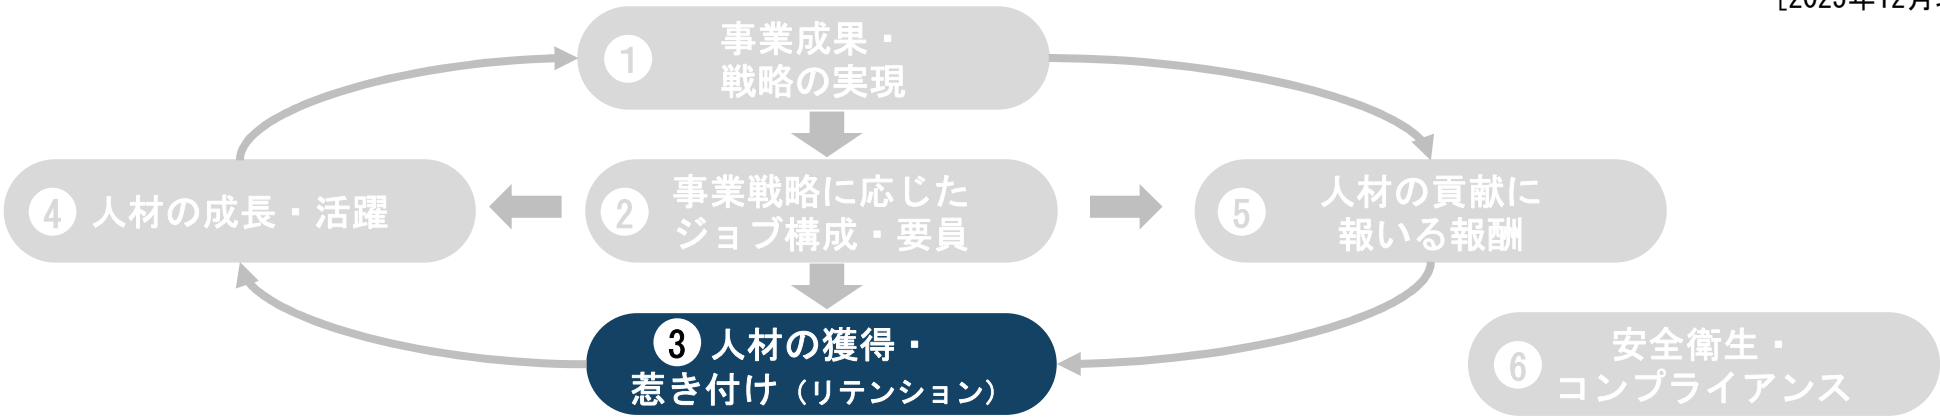 ①
事業成果・
戦略の実現
④ 人材の成長・活躍
②
事業戦略に応じた
ジョブ構成・要員
⑤
人材の貢献に
報いる報酬
③ 人材の獲得・
惹き付け（リテンション）
⑥
安全衛生・
コンプライアンス